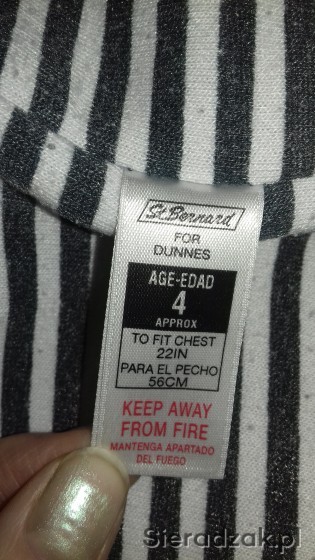 St. Bernard
FOR
DUNNES
AGE-EDAD
4
APPROX
TO FIT CHEST
22IN
PARA EL PECHO
56CM
KEEP AWAY
FROM FIRE
MANTENGA APARTADO
DEL FUEGO
Sieradzak.pl